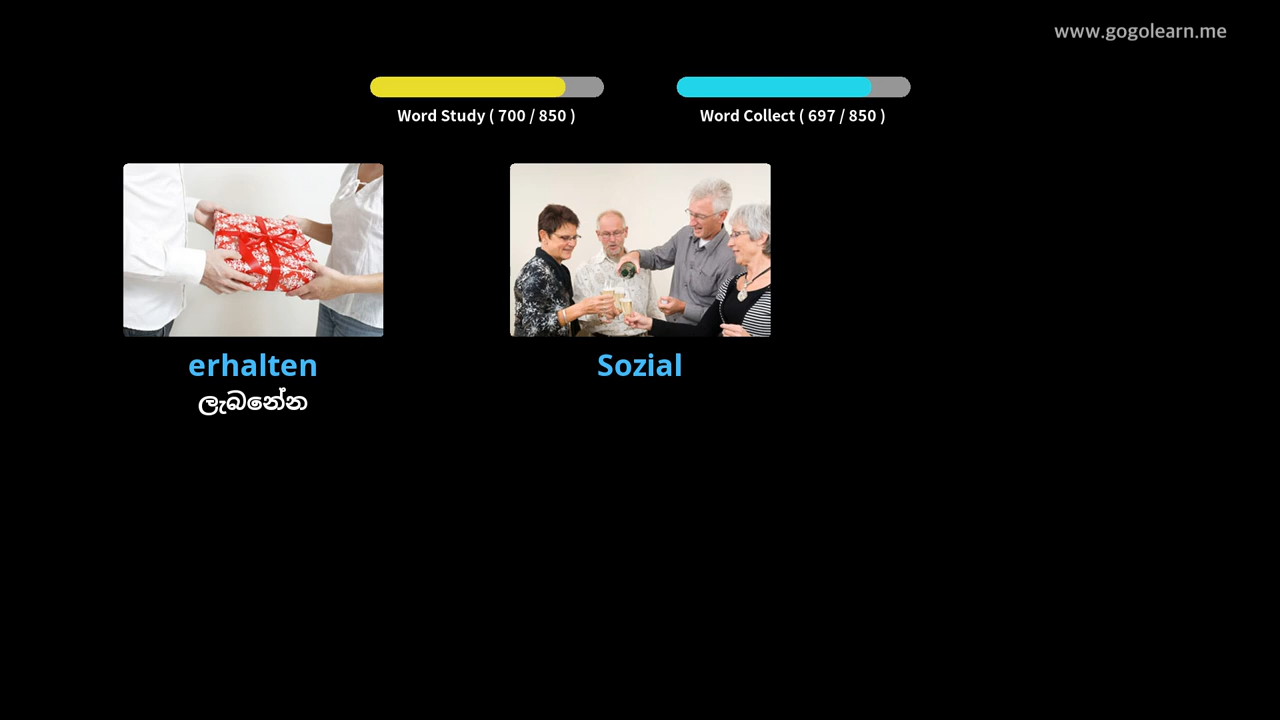 www.gogolearn.me
Word Study ( 700 / 850 )
Word Collect ( 697 / 850 )
erhalten
Sozial
ලැබෙන්න